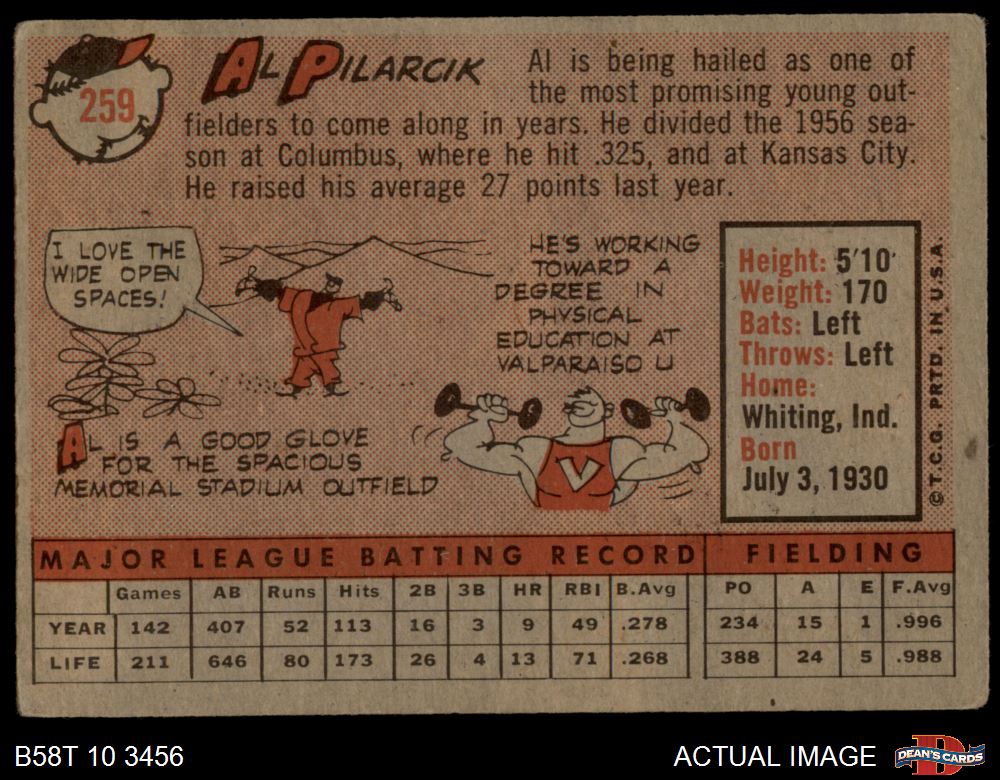 259
AL PILARCIK
Al is being hailed as one of
the most promising young out-
fielders to come along in years. He divided the 1956 sea-
son at Columbus, where he hit .325, and at Kansas City.
He raised his average 27 points last year.
I LOVE THE
WIDE OPEN
SPACES!
AL IS A GOOD GLOVE
FOR THE SPACIOUS
MEMORIAL STADIUM OUTFIELD
HE'S WORKING
TOWARD A
DEGREE IN
PHYSICAL
EDUCATION AT
VALPARAISO U
V
Height: 5'10"
Weight: 170
Bats: Left
Throws: Left
Home:
Whiting, Ind.
Born
July 3, 1930
© T.C.G. PRTD. IN U.S.A.
MAJOR LEAGUE BATTING RECORD FIELDING
Games AB Runs Hits 2B 3B HR RBI B.Avg PO A E F.Avg
YEAR 142 407 52 113 16 3 9 49 .278 234 15 1 .996
LIFE 211 646 80 173 26 4 13 71 .268 388 24 5 .988
B58T 10 3456
ACTUAL IMAGE
D
DEAN'S CARDS